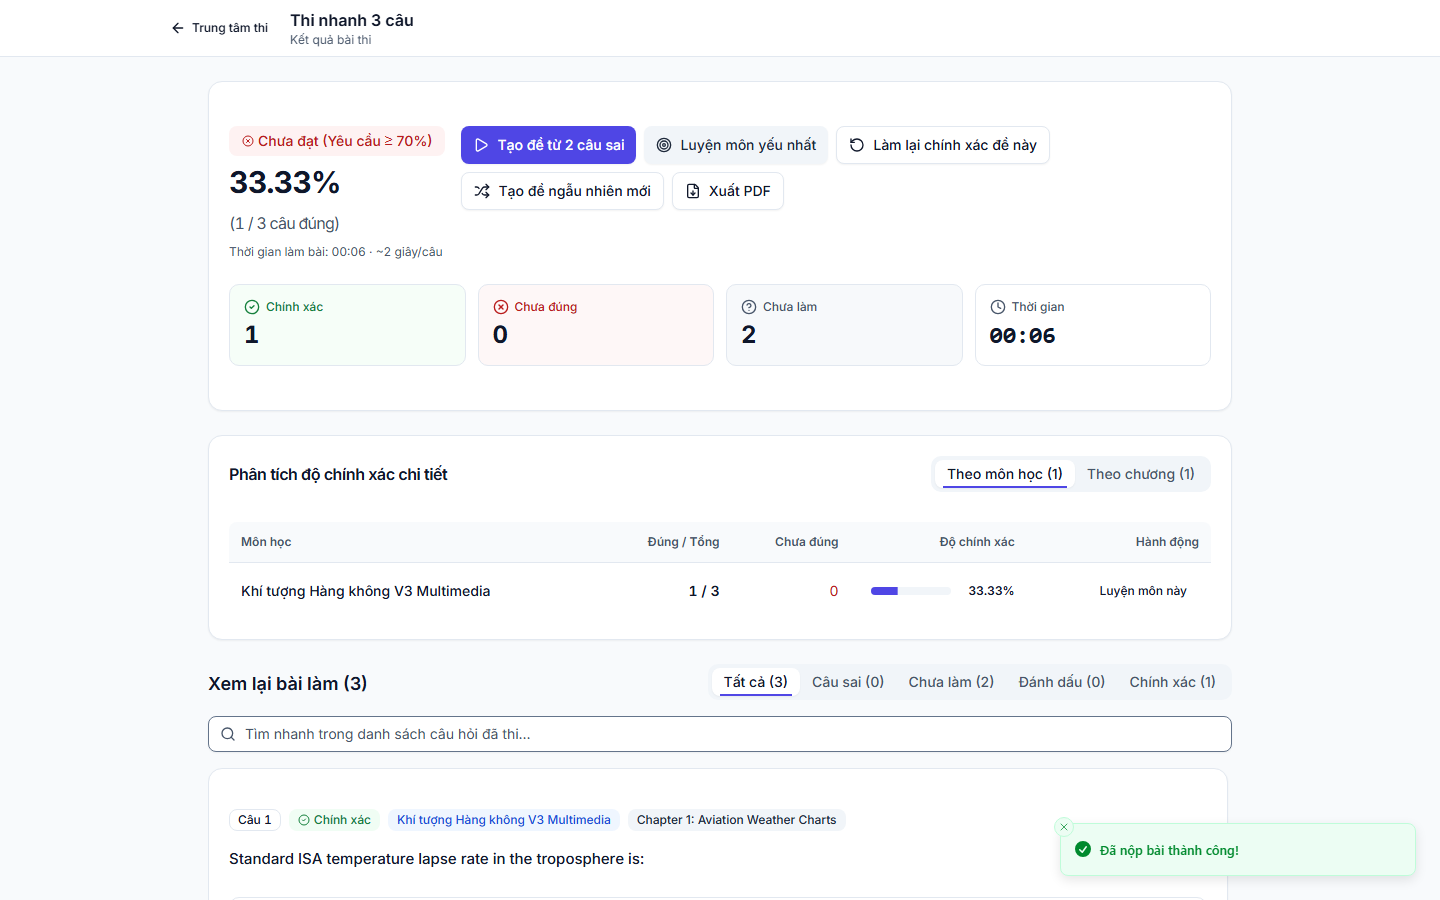 Trung tâm thi
Thi nhanh 3 câu
Kết quả bài thi
Chưa đạt (Yêu cầu ≥ 70%)
33.33%
(1 / 3 câu đúng)
Thời gian làm bài: 00:06 · ~2 giây/câu
Tạo đề từ 2 câu sai
Luyện môn yếu nhất
Làm lại chính xác đề này
Tạo đề ngẫu nhiên mới
Xuất PDF
Chính xác
1
Chưa đúng
0
Chưa làm
2
Thời gian
00:06
Phân tích độ chính xác chi tiết
Theo môn học (1)
Theo chương (1)
Môn học
Đúng / Tổng
Chưa đúng
Độ chính xác
Hành động
Khí tượng Hàng không V3 Multimedia
1 / 3
0
33.33%
Luyện môn này
Xem lại bài làm (3)
Tất cả (3)
Câu sai (0)
Chưa làm (2)
Đánh dấu (0)
Chính xác (1)
Tìm nhanh trong danh sách câu hỏi đã thi...
Câu 1
Chính xác
Khí tượng Hàng không V3 Multimedia
Chapter 1: Aviation Weather Charts
Standard ISA temperature lapse rate in the troposphere is:
Đã nộp bài thành công!